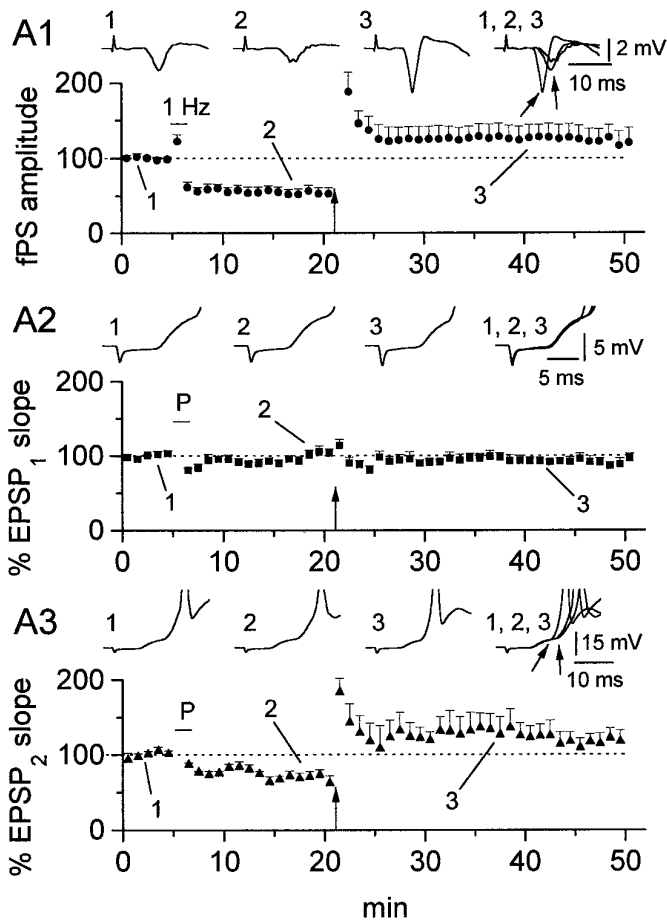 A1
1
2
3
1, 2, 3
2 mV
10 ms
fPS amplitude
200
100
0
1 Hz
1
2
3
0 10 20 30 40 50
A2
1
2
3
1, 2, 3
5 mV
5 ms
% EPSP1 slope
200
100
0
P
1
2
3
0 10 20 30 40 50
A3
1
2
3
1, 2, 3
15 mV
10 ms
% EPSP2 slope
200
100
0
P
1
2
3
0 10 20 30 40 50
min